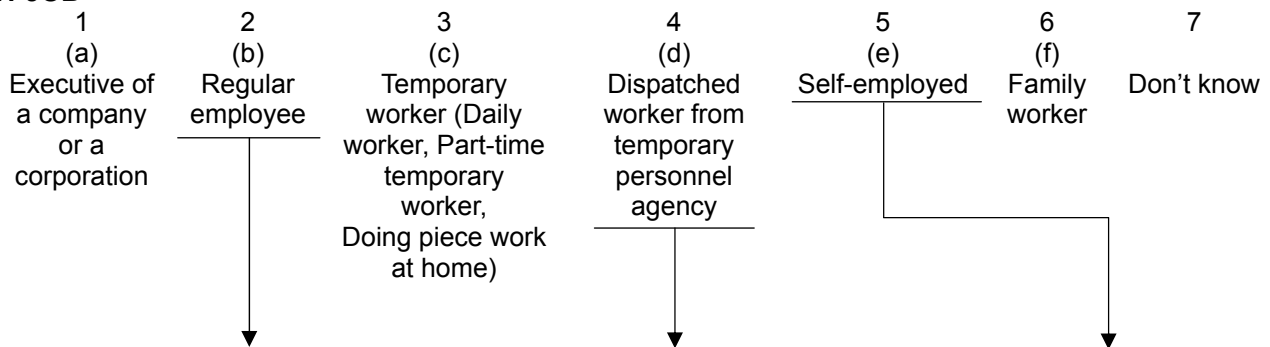 1 2 3 4 5 6 7
(a) (b) (c) (d) (e) (f)
Executive of
a company
or a
corporation
Regular
employee
Temporary
worker (Daily
worker, Part-time
temporary
worker,
Doing piece work
at home)
Dispatched
worker from
temporary
personnel
agency
Self-employed
Family
worker
Don’t know